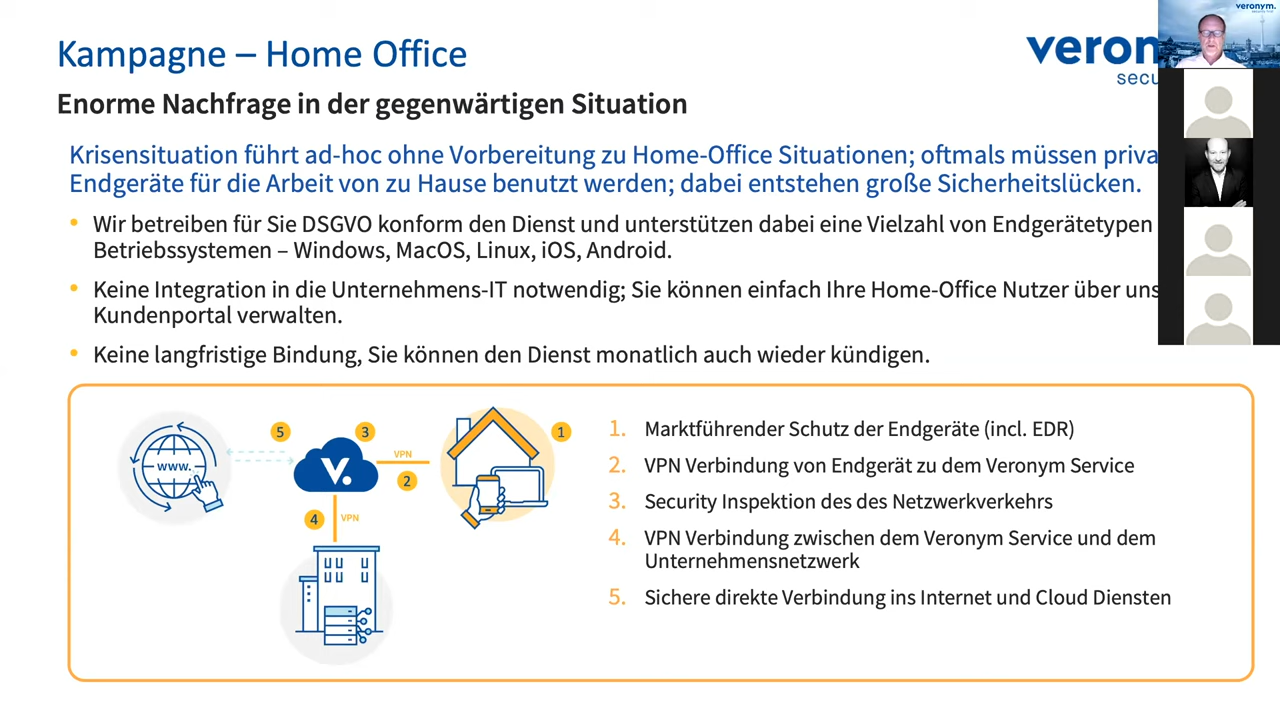 Kampagne – Home Office
Enorme Nachfrage in der gegenwärtigen Situation
Krisensituation führt ad-hoc ohne Vorbereitung zu Home-Office Situationen; oftmals müssen priva
Endgeräte für die Arbeit von zu Hause benutzt werden; dabei entstehen große Sicherheitslücken.
• Wir betreiben für Sie DSGVO konform den Dienst und unterstützen dabei eine Vielzahl von Endgerätetypen
Betriebssystemen – Windows, MacOS, Linux, iOS, Android.
• Keine Integration in die Unternehmens-IT notwendig; Sie können einfach Ihre Home-Office Nutzer über uns
Kundenportal verwalten.
• Keine langfristige Bindung, Sie können den Dienst monatlich auch wieder kündigen.
veron
secu
veronym.
5
3
1
www.
V.
VPN
2
4
VPN
1. Marktführender Schutz der Endgeräte (incl. EDR)
2. VPN Verbindung von Endgerät zu dem Veronym Service
3. Security Inspektion des des Netzwerkverkehrs
4. VPN Verbindung zwischen dem Veronym Service und dem
Unternehmensnetzwerk
5. Sichere direkte Verbindung ins Internet und Cloud Diensten